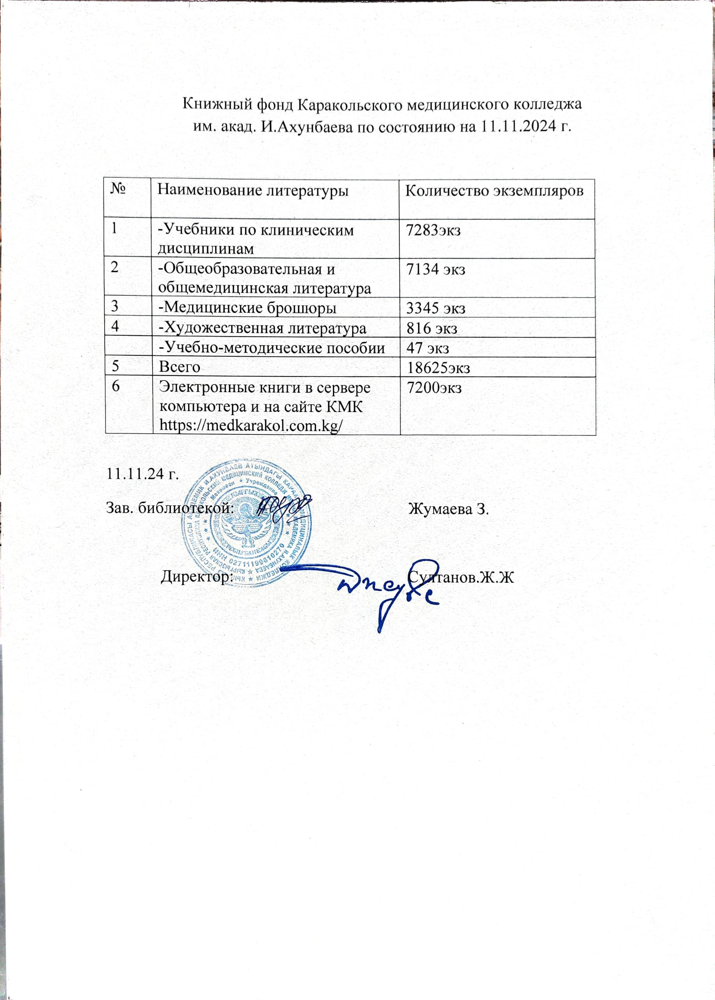 Книжный фонд Каракольского медицинского колледжа
им. акад. И.Ахунбаева по состоянию на 11.11.2024 г.
№ Наименование литературы Количество экземпляров
1 -Учебники по клиническим 7283экз
дисциплинам
2 -Общеобразовательная и 7134 экз
общемедицинская литература
3 -Медицинские брошюры 3345 экз
4 -Художественная литература 816 экз
-Учебно-методические пособии 47 экз
5 Всего 18625экз
6 Электронные книги в сервере 7200экз
компьютера и на сайте КМК
https://medkarakol.com.kg/
11.11.24 г.
Зав. библиотекой: Жумаева З.
Директор: Султанов.Ж.Ж
ИНН 02711199610270